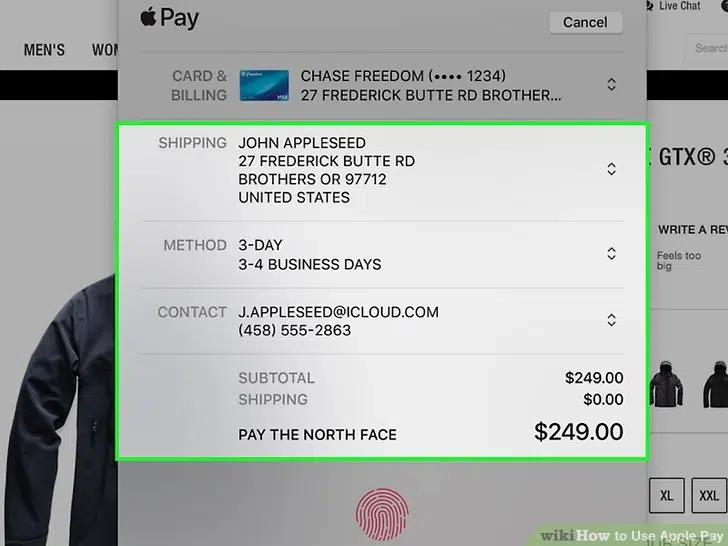 Pay
Cancel
Live Chat
MEN'S
Search
CARD &
BILLING
CHASE FREEDOM (•••• 1234)
27 FREDERICK BUTTE RD BROTHER...
freedom
VISA
SHIPPING
JOHN APPLESEED
27 FREDERICK BUTTE RD
BROTHERS OR 97712
UNITED STATES
GTX® 3
WRITE A REV
Feels too
big
METHOD
3-DAY
3-4 BUSINESS DAYS
CONTACT
J.APPLESEED@ICLOUD.COM
(458) 555-2863
SUBTOTAL
$249.00
SHIPPING
$0.00
PAY THE NORTH FACE
$249.00
XL
XXL
wikiHow to Use Apple Pay